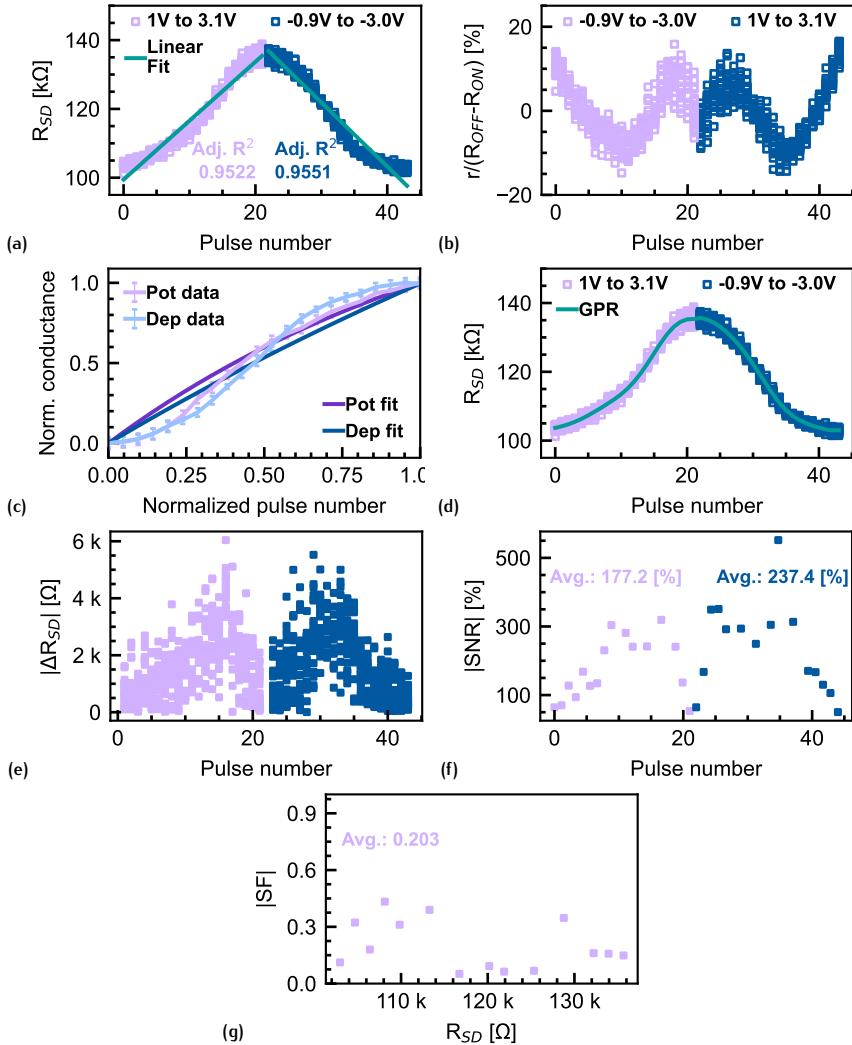 1V to 3.1V
-0.9V to -3.0V
Linear
Fit
Adj. R²
0.9522
Adj. R²
0.9551
R_SD [kΩ]
140
120
100
0
20
40
Pulse number
(a)
-0.9V to -3.0V
1V to 3.1V
r/(R_OFF-R_ON) [%]
20
0
−20
0
20
40
Pulse number
(b)
Pot data
Dep data
Pot fit
Dep fit
Norm. conductance
1.0
0.5
0.0
0.00
0.25
0.50
0.75
1.0
Normalized pulse number
(c)
1V to 3.1V
-0.9V to -3.0V
GPR
R_SD [kΩ]
140
120
100
0
20
40
Pulse number
(d)
|ΔR_SD| [Ω]
6 k
4 k
2 k
0
0
20
40
Pulse number
(e)
Avg.: 177.2 [%]
Avg.: 237.4 [%]
|SNR| [%]
500
300
100
0
20
40
Pulse number
(f)
Avg.: 0.203
|SF|
0.9
0.6
0.3
0.0
110 k
120 k
130 k
R_SD [Ω]
(g)